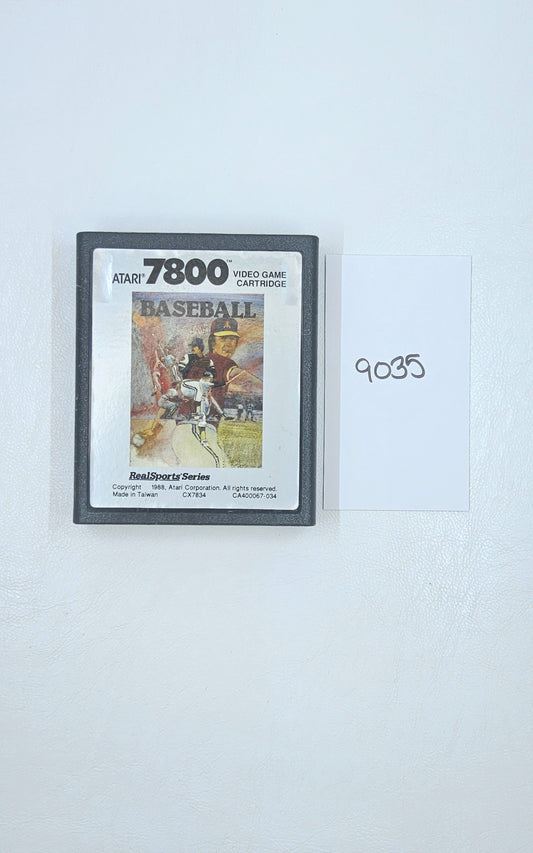 ATARI® 7800™ VIDEO GAME
CARTRIDGE
BASEBALL
A
RealSports Series
Copyright 1988, Atari Corporation. All rights reserved.
Made in Taiwan CX7834 CA400067-034
9035